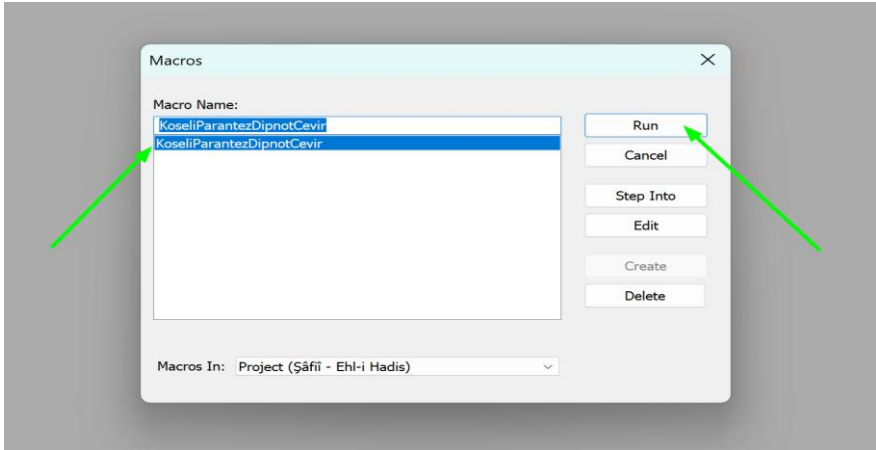 Macros
Macro Name:
KoseliParantezDipnotCevir
KoseliParantezDipnotCevir
Run
Cancel
Step Into
Edit
Create
Delete
Macros In: Project (Şâfiî - Ehl-i Hadis)